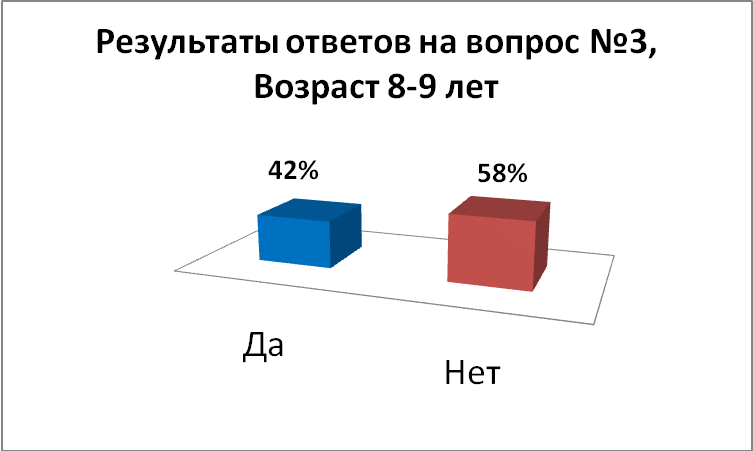 Результаты ответов на вопрос №3,
Возраст 8-9 лет
42%
58%
Да
Нет